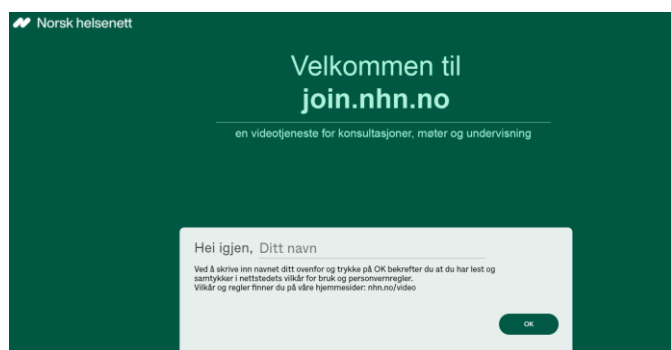 Norsk helsenett
Velkommen til
join.nhn.no
en videotjeneste for konsultasjoner, møter og undervisning
Hei igjen, Ditt navn
Ved å skrive inn navnet ditt ovenfor og trykke på OK bekrefter du at du har lest og
samtykker i nettstedets vilkår for bruk og personvernregler.
Vilkår og regler finner du på våre hjemmesider: nhn.no/video
OK